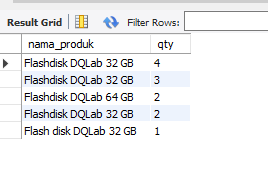 Result Grid Filter Rows:
nama_produk qty
Flashdisk DQLab 32 GB 4
Flashdisk DQLab 32 GB 3
Flashdisk DQLab 64 GB 2
Flashdisk DQLab 32 GB 2
Flash disk DQLab 32 GB 1